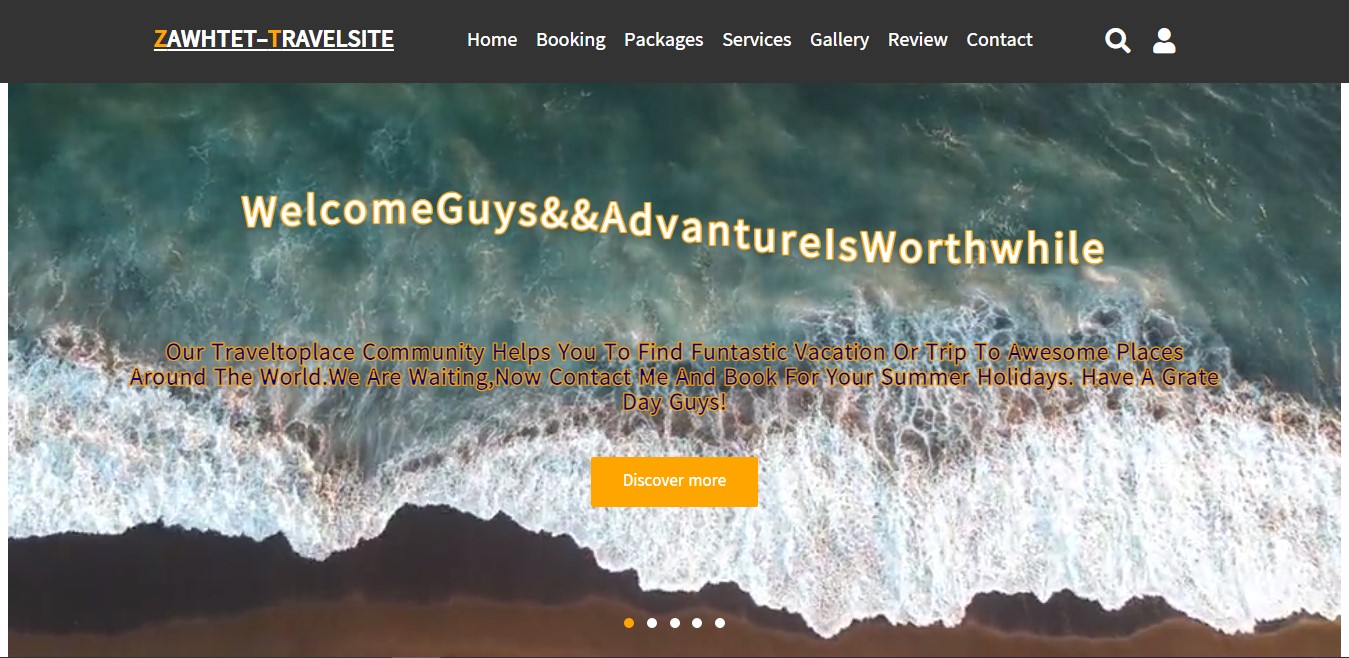 ZAWHTET-TRAVELSITE
Home Booking Packages Services Gallery Review Contact
WelcomeGuys&&AdvantureIsWorthwhile
Our Traveltoplace Community Helps You To Find Funtastic Vacation Or Trip To Awesome Places
Around The World.We Are Waiting,Now Contact Me And Book For Your Summer Holidays. Have A Grate
Day Guys!
Discover more